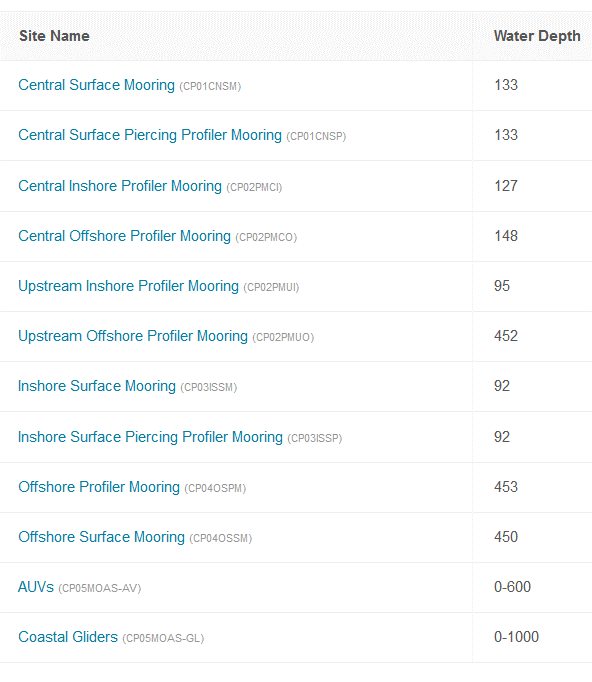 Site Name Water Depth
Central Surface Mooring (CP01CNSM) 133
Central Surface Piercing Profiler Mooring (CP01CNSP) 133
Central Inshore Profiler Mooring (CP02PMCI) 127
Central Offshore Profiler Mooring (CP02PMCO) 148
Upstream Inshore Profiler Mooring (CP02PMUI) 95
Upstream Offshore Profiler Mooring (CP02PMUO) 452
Inshore Surface Mooring (CP03ISSM) 92
Inshore Surface Piercing Profiler Mooring (CP03ISSP) 92
Offshore Profiler Mooring (CP04OSPM) 453
Offshore Surface Mooring (CP04OSSM) 450
AUVs (CP05MOAS-AV) 0-600
Coastal Gliders (CP05MOAS-GL) 0-1000